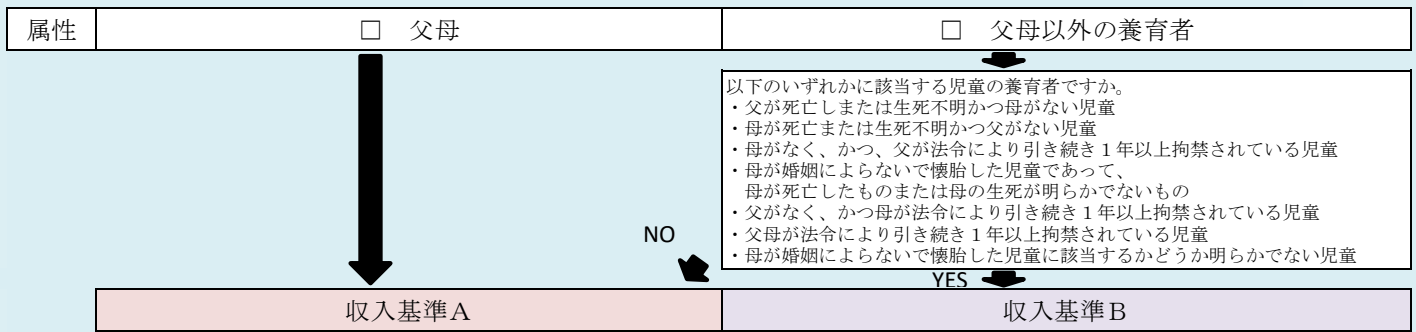 属性
□ 父母
□ 父母以外の養育者
以下のいずれかに該当する児童の養育者ですか。
・父が死亡しまたは生死不明かつ母がない児童
・母が死亡または生死不明かつ父がない児童
・母がなく、かつ、父が法令により引き続き１年以上拘禁されている児童
・母が婚姻によらないで懐胎した児童であって、
母が死亡したものまたは母の生死が明らかでないもの
・父がなく、かつ母が法令により引き続き１年以上拘禁されている児童
・父母が法令により引き続き１年以上拘禁されている児童
・母が婚姻によらないで懐胎した児童に該当するかどうか明らかでない児童
NO
YES
収入基準Ａ
収入基準Ｂ